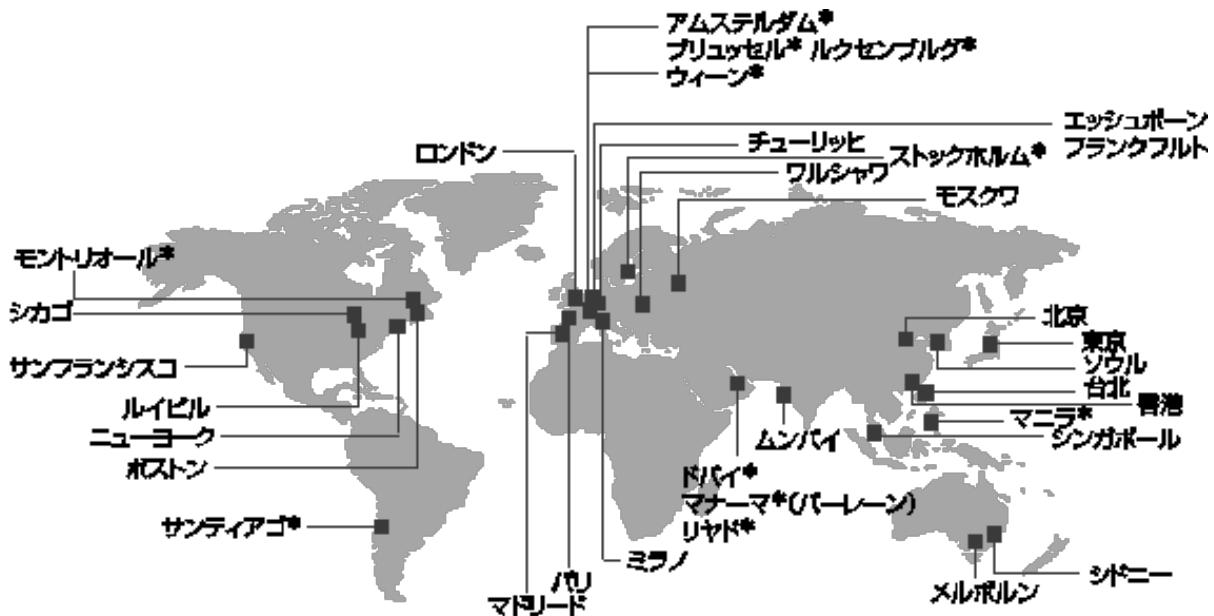 アムステルダム*
ブリュッセル* ルクセンブルグ*
ウィーン*
エッシュボーン
フランクフルト
チューリッヒ
ストックホルム*
ロンドン
ワルシャワ
モスクワ
モントリオール*
シカゴ
サンフランシスコ
ルイビル
ニューヨーク
ボストン
サンティアゴ*
北京
東京
ソウル
台北
香港
マニラ*
シンガポール
ムンバイ
ドバイ*
マナーマ*(バーレーン)
リヤド*
ミラノ
パリ
マドリード
メルボルン
シドニー